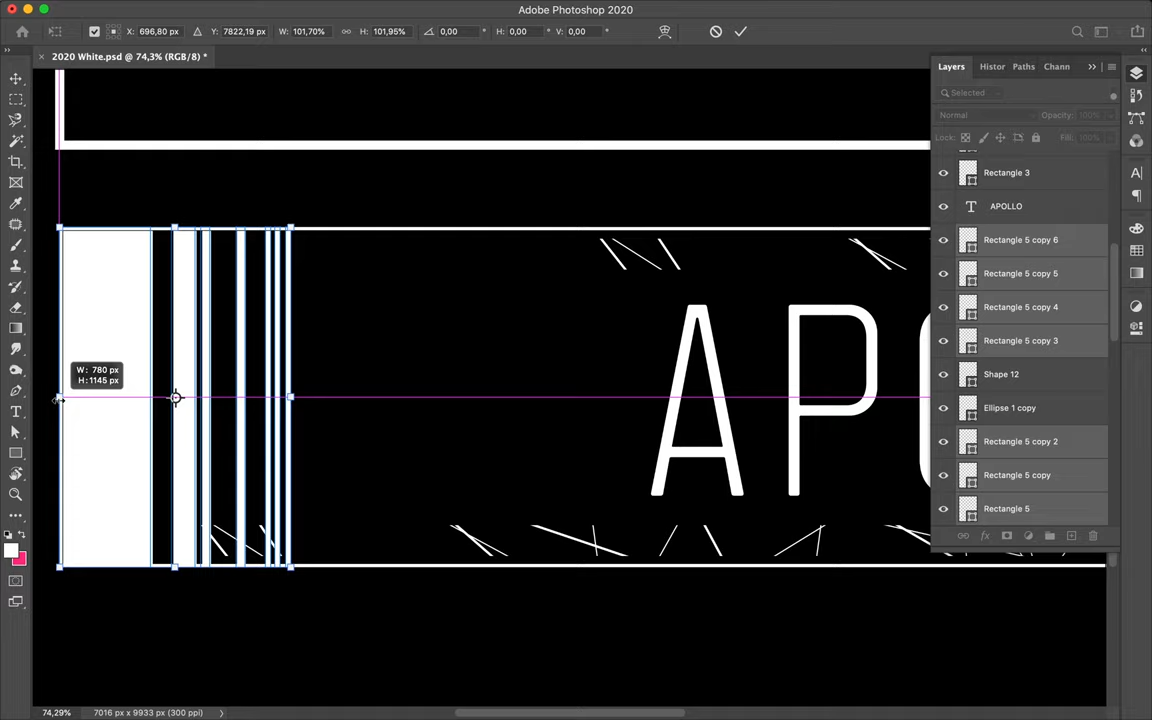 Adobe Photoshop 2020
X: 696,80 px
Y: 7822,19 px
W: 101,70%
H: 101,95%
0,00 °
H: 0,00 °
V: 0,00 °
2020 White.psd @ 74,3% (RGB/8) *
Layers
Histor
Paths
Chann
Selected
Normal
Opacity: 100%
Lock:
Fill: 100%
Rectangle 3
T APOLLO
Rectangle 5 copy 6
Rectangle 5 copy 5
Rectangle 5 copy 4
Rectangle 5 copy 3
Shape 12
Ellipse 1 copy
Rectangle 5 copy 2
Rectangle 5 copy
Rectangle 5
fx
W: 780 px
H: 1145 px
AP
74,29%
7016 px x 9933 px (300 ppi)